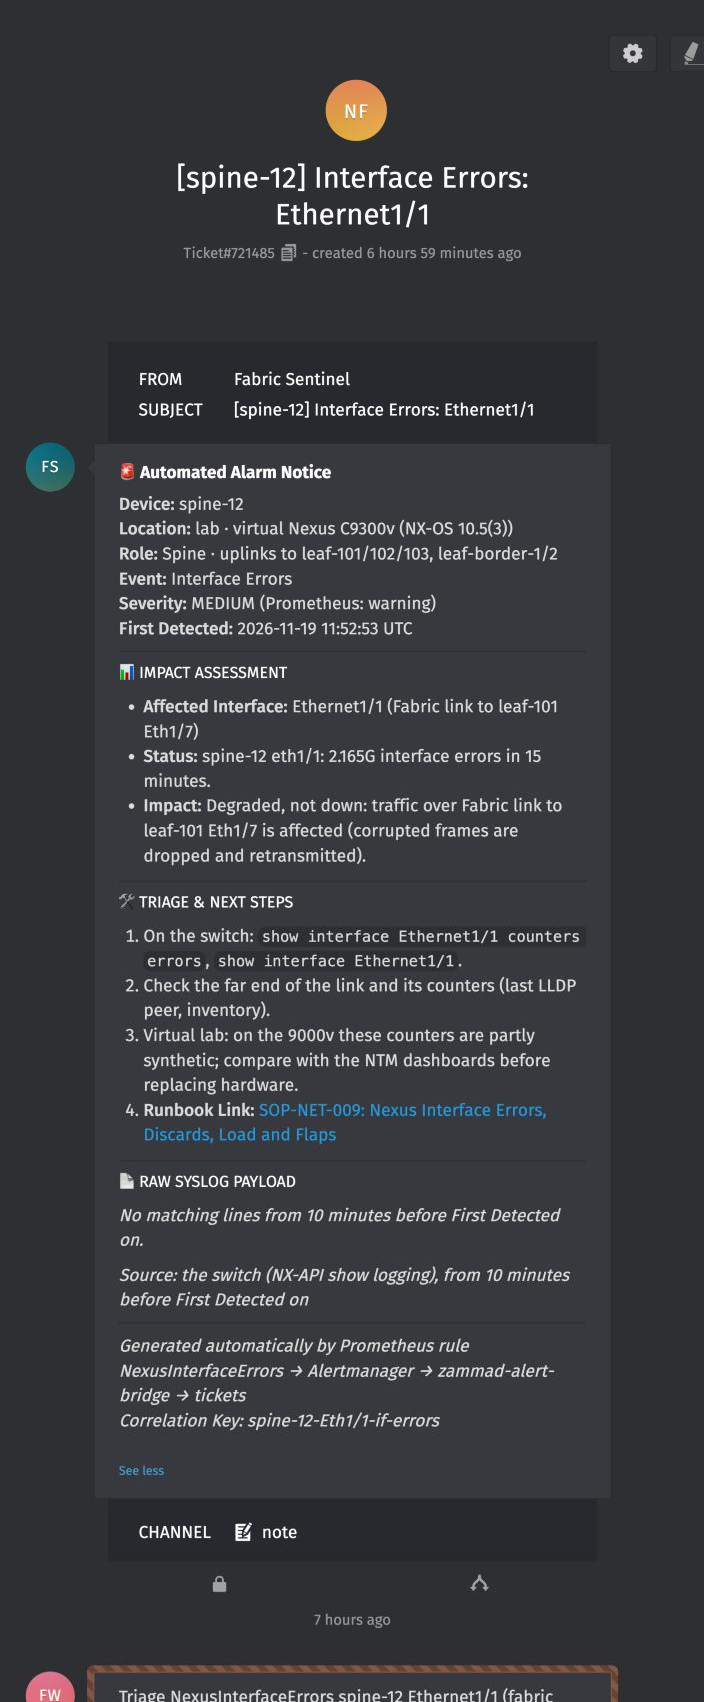 NF
[spine-12] Interface Errors:
Ethernet1/1
Ticket#721485 - created 6 hours 59 minutes ago
FROM Fabric Sentinel
SUBJECT [spine-12] Interface Errors: Ethernet1/1
FS
🚨 Automated Alarm Notice
Device: spine-12
Location: lab · virtual Nexus C9300v (NX-OS 10.5(3))
Role: Spine · uplinks to leaf-101/102/103, leaf-border-1/2
Event: Interface Errors
Severity: MEDIUM (Prometheus: warning)
First Detected: 2026-11-19 11:52:53 UTC
📊 IMPACT ASSESSMENT
• Affected Interface: Ethernet1/1 (Fabric link to leaf-101
Eth1/7)
• Status: spine-12 eth1/1: 2.165G interface errors in 15
minutes.
• Impact: Degraded, not down: traffic over Fabric link to
leaf-101 Eth1/7 is affected (corrupted frames are
dropped and retransmitted).
🛠 TRIAGE & NEXT STEPS
1. On the switch: show interface Ethernet1/1 counters
errors, show interface Ethernet1/1.
2. Check the far end of the link and its counters (last LLDP
peer, inventory).
3. Virtual lab: on the 9000v these counters are partly
synthetic; compare with the NTM dashboards before
replacing hardware.
4. Runbook Link: SOP-NET-009: Nexus Interface Errors,
Discards, Load and Flaps
📄 RAW SYSLOG PAYLOAD
No matching lines from 10 minutes before First Detected
on.
Source: the switch (NX-API show logging), from 10 minutes
before First Detected on
Generated automatically by Prometheus rule
NexusInterfaceErrors → Alertmanager → zammad-alert-
bridge → tickets
Correlation Key: spine-12-Eth1/1-if-errors
See less
CHANNEL note
7 hours ago
EW
Triage NexusInterfaceErrors spine-12 Ethernet1/1 (fabric